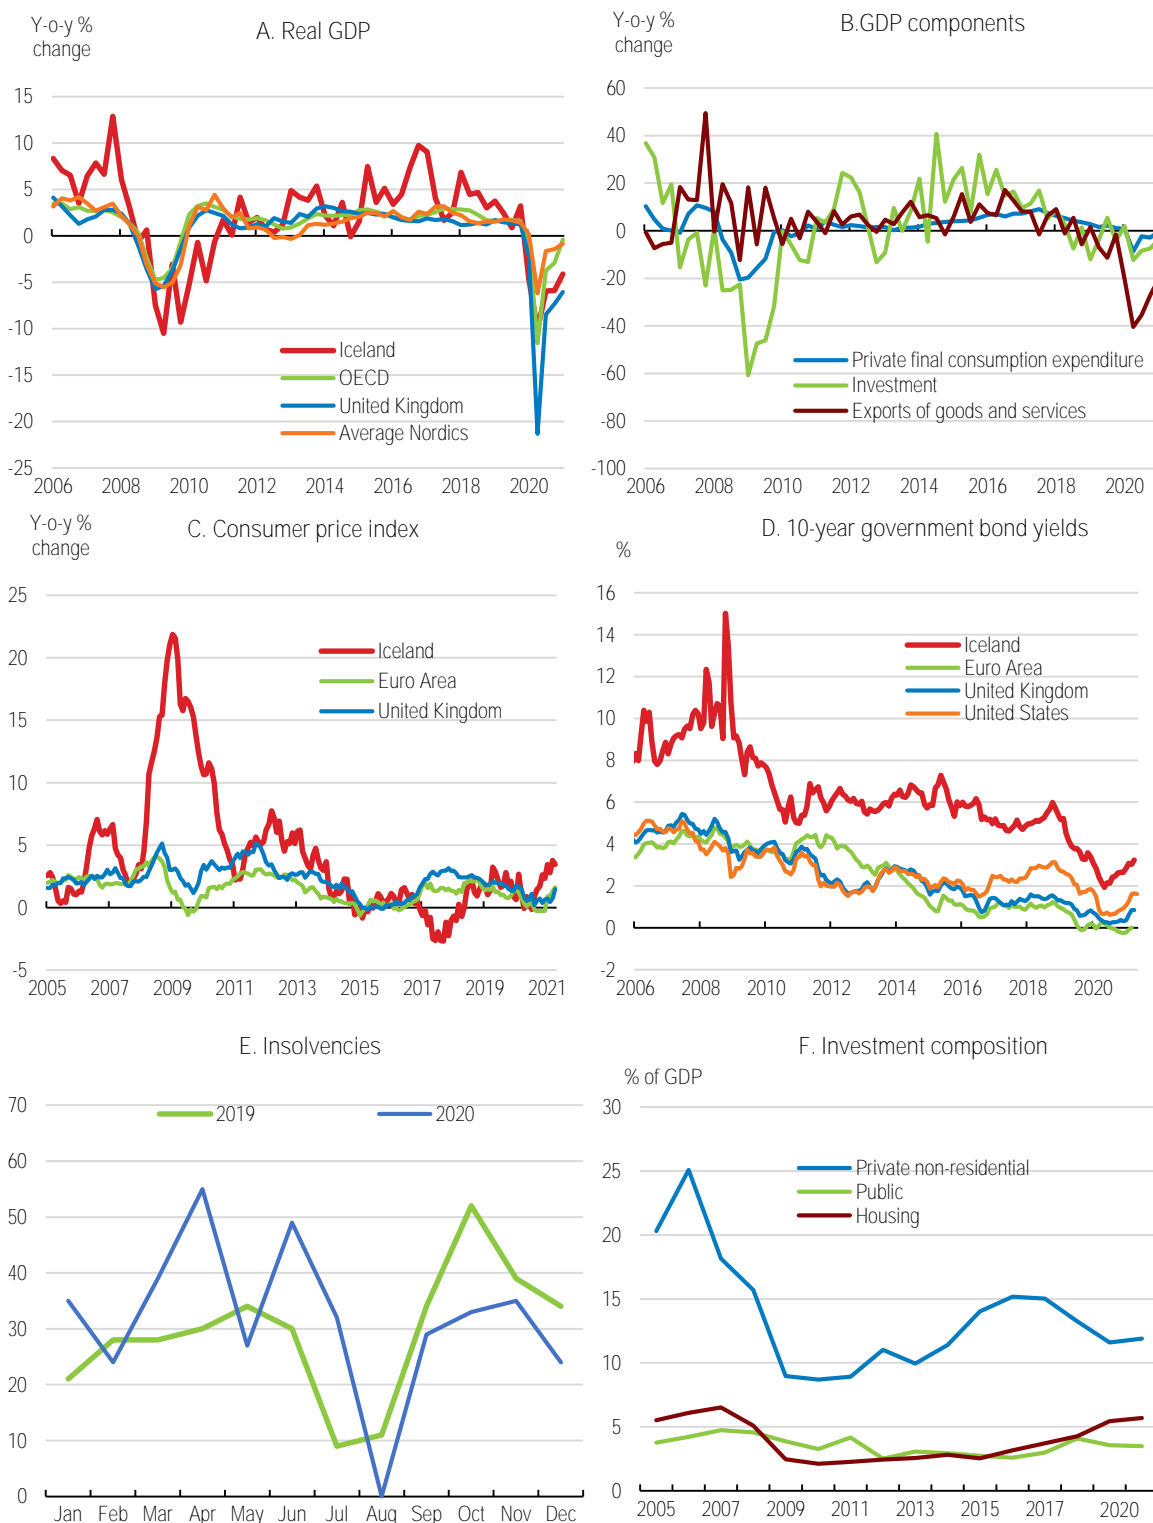 A. Real GDP
Y-o-y %
change
15
10
5
0
-5
-10
-15
-20
-25
Iceland
OECD
United Kingdom
Average Nordics
2006 2008 2010 2012 2014 2016 2018 2020
B.GDP components
Y-o-y %
change
60
40
20
0
-20
-40
-60
-80
-100
Private final consumption expenditure
Investment
Exports of goods and services
2006 2008 2010 2012 2014 2016 2018 2020
C. Consumer price index
Y-o-y %
change
25
20
15
10
5
0
-5
Iceland
Euro Area
United Kingdom
2005 2007 2009 2011 2013 2015 2017 2019 2021
D. 10-year government bond yields
%
16
14
12
10
8
6
4
2
0
-2
Iceland
Euro Area
United Kingdom
United States
2006 2008 2010 2012 2014 2016 2018 2020
E. Insolvencies
70
60
50
40
30
20
10
0
2019 2020
Jan Feb Mar Apr May Jun Jul Aug Sep Oct Nov Dec
F. Investment composition
% of GDP
30
25
20
15
10
5
0
Private non-residential
Public
Housing
2005 2007 2009 2011 2013 2015 2017 2020